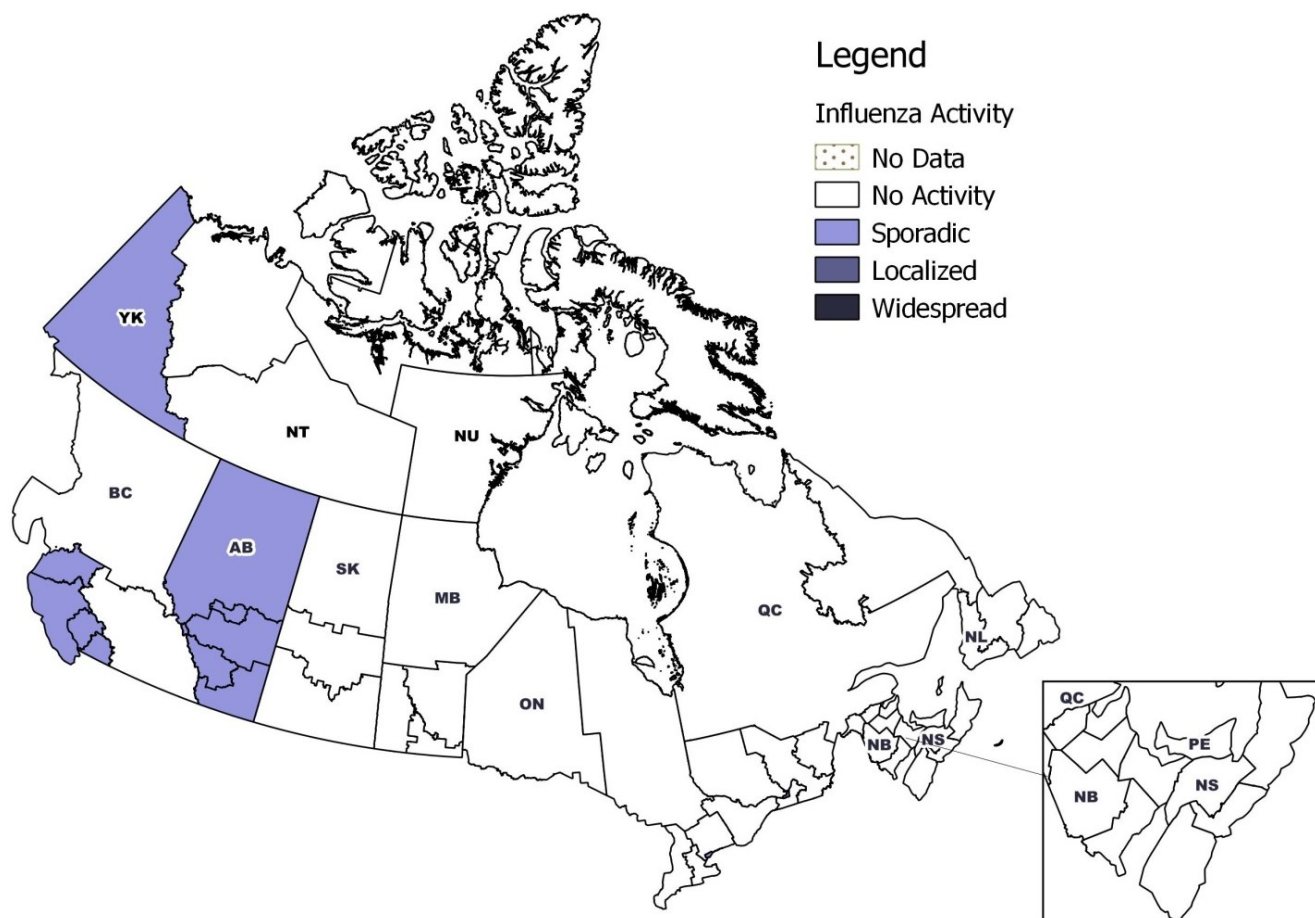 Legend
Influenza Activity
No Data
No Activity
Sporadic
Localized
Widespread
YK
NT
NU
BC
AB
SK
MB
QC
NL
ON
NB
NS
QC
PE
NB
NS